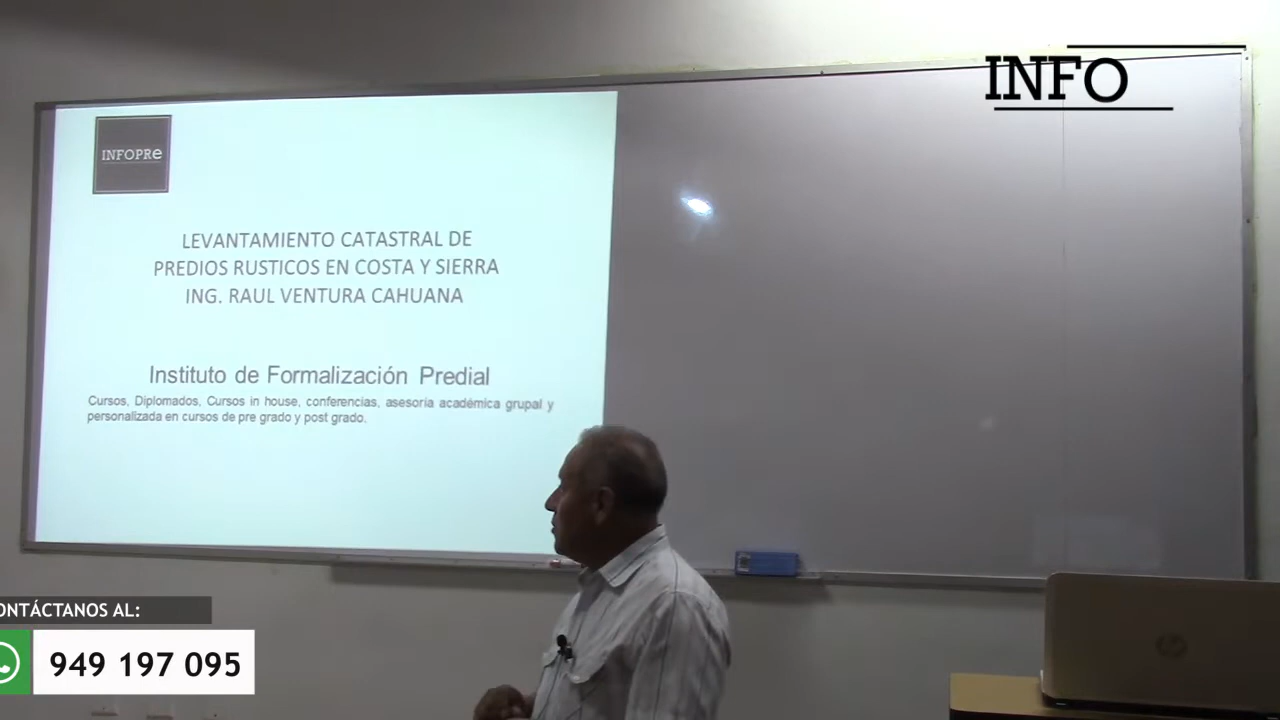 INFO
INFOPRe
LEVANTAMIENTO CATASTRAL DE
PREDIOS RUSTICOS EN COSTA Y SIERRA
ING. RAUL VENTURA CAHUANA
Instituto de Formalización Predial
Cursos, Diplomados, Cursos in house, conferencias, asesoría académica grupal y
personalizada en cursos de pre grado y post grado.
ONTÁCTANOS AL:
949 197 095